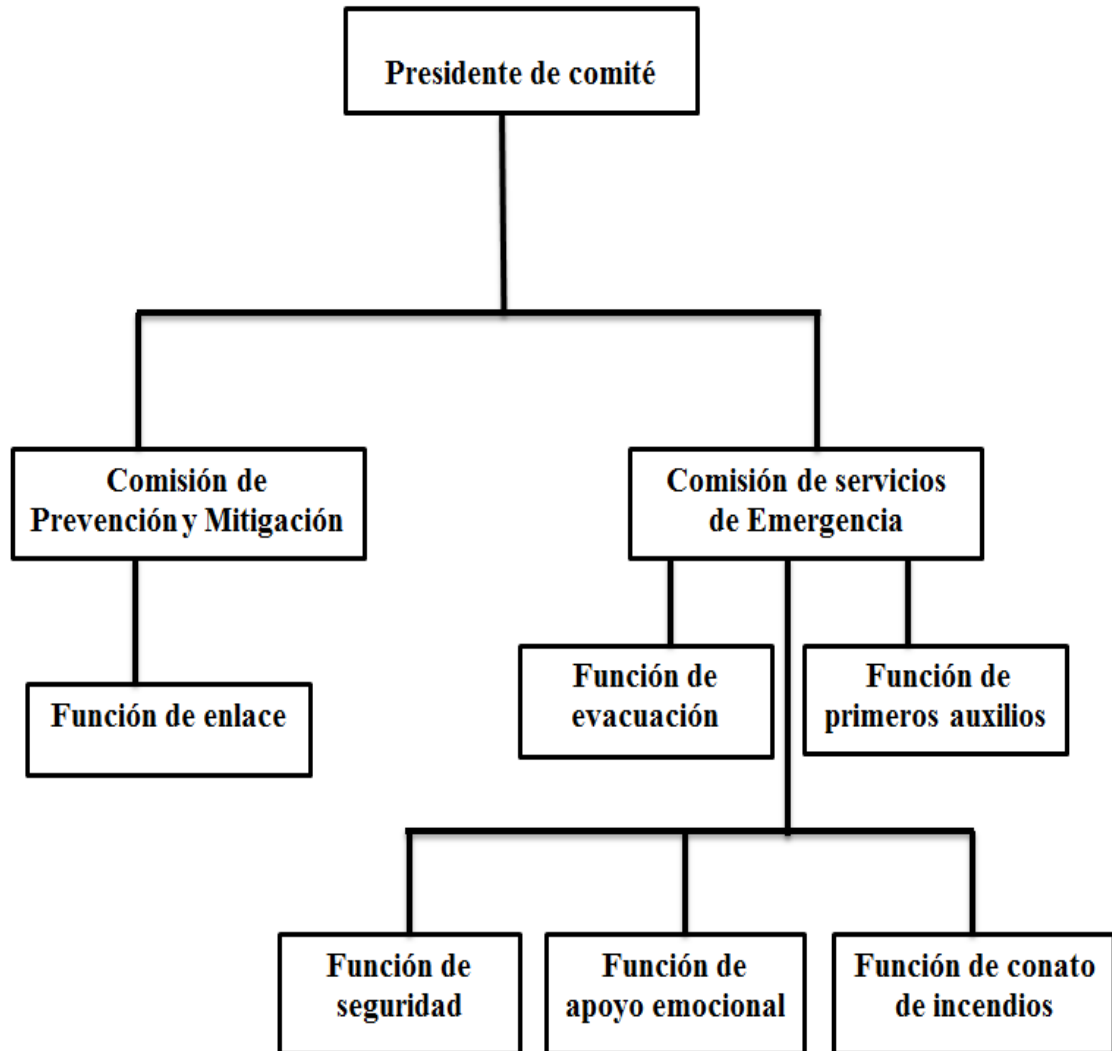 Presidente de comité
Comisión de
Prevención y Mitigación
Comisión de servicios
de Emergencia
Función de enlace
Función de
evacuación
Función de
primeros auxilios
Función de
seguridad
Función de
apoyo emocional
Función de conato
de incendios